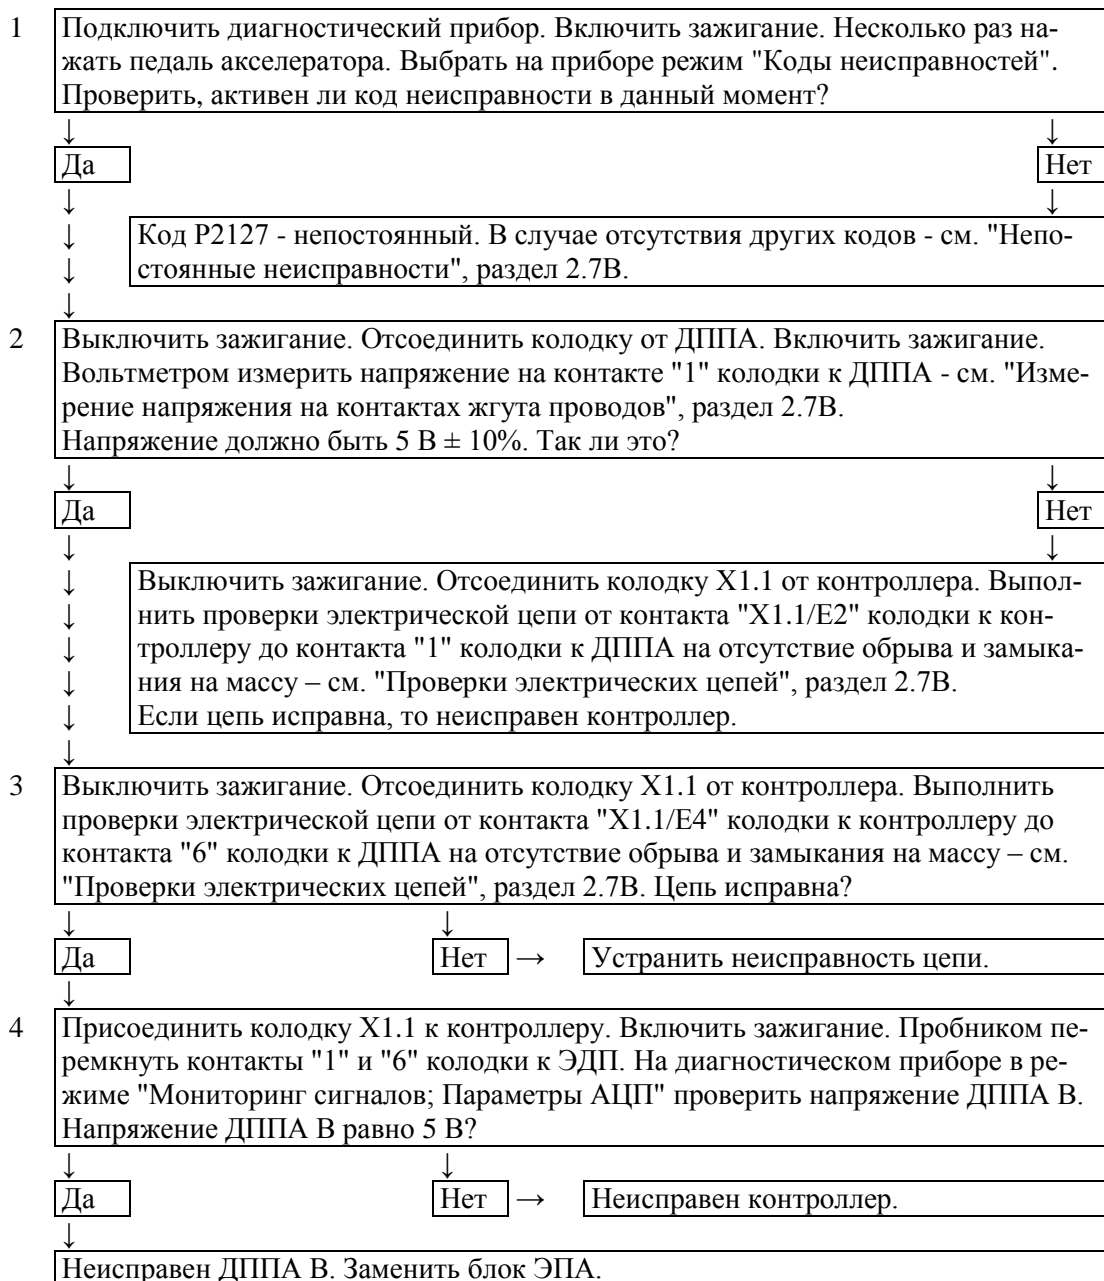 1 Подключить диагностический прибор. Включить зажигание. Несколько раз на-
жать педаль акселератора. Выбрать на приборе режим "Коды неисправностей".
Проверить, активен ли код неисправности в данный момент?
↓ ↓
Да Нет
↓ ↓
↓ Код Р2127 - непостоянный. В случае отсутствия других кодов - см. "Непо-
↓ стоянные неисправности", раздел 2.7В.
↓
2 Выключить зажигание. Отсоединить колодку от ДППА. Включить зажигание.
Вольтметром измерить напряжение на контакте "1" колодки к ДППА - см. "Изме-
рение напряжения на контактах жгута проводов", раздел 2.7В.
Напряжение должно быть 5 В ± 10%. Так ли это?
↓ ↓
Да Нет
↓ ↓
↓ Выключить зажигание. Отсоединить колодку Х1.1 от контроллера. Выпол-
↓ нить проверки электрической цепи от контакта "Х1.1/Е2" колодки к кон-
↓ троллеру до контакта "1" колодки к ДППА на отсутствие обрыва и замыка-
↓ ния на массу – см. "Проверки электрических цепей", раздел 2.7В.
↓ Если цепь исправна, то неисправен контроллер.
↓
3 Выключить зажигание. Отсоединить колодку Х1.1 от контроллера. Выполнить
проверки электрической цепи от контакта "Х1.1/Е4" колодки к контроллеру до
контакта "6" колодки к ДППА на отсутствие обрыва и замыкания на массу – см.
"Проверки электрических цепей", раздел 2.7В. Цепь исправна?
↓ ↓
Да Нет → Устранить неисправность цепи.
↓
4 Присоединить колодку Х1.1 к контроллеру. Включить зажигание. Пробником пе-
ремкнуть контакты "1" и "6" колодки к ЭДП. На диагностическом приборе в ре-
жиме "Мониторинг сигналов; Параметры АЦП" проверить напряжение ДППА В.
Напряжение ДППА В равно 5 В?
↓ ↓
Да Нет → Неисправен контроллер.
↓
Неисправен ДППА В. Заменить блок ЭПА.